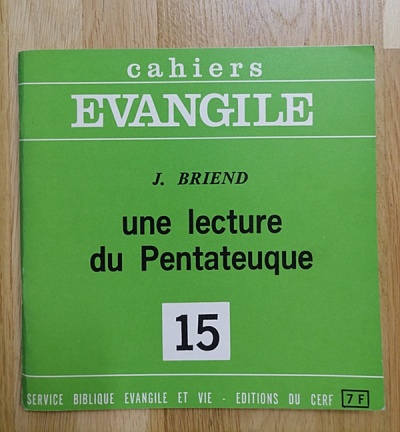 cahiers
EVANGILE
J. BRIEND
une lecture
du Pentateuque
15
SERVICE BIBLIQUE EVANGILE ET VIE - EDITIONS DU CERF 7 F